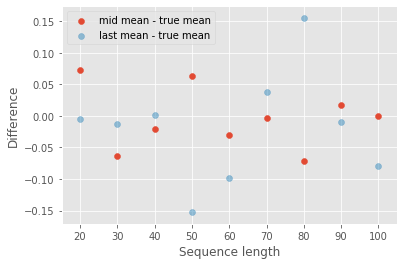 mid mean - true mean
last mean - true mean
0.15
0.10
0.05
0.00
−0.05
−0.10
−0.15
Difference
20 30 40 50 60 70 80 90 100
Sequence length